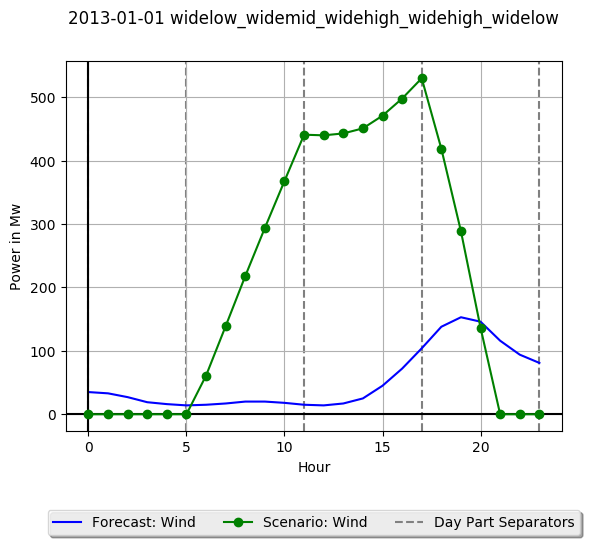 2013-01-01 widelow_widemid_widehigh_widehigh_widelow
500
400
300
200
100
0
Power in Mw
0 5 10 15 20
Hour
Forecast: Wind Scenario: Wind Day Part Separators